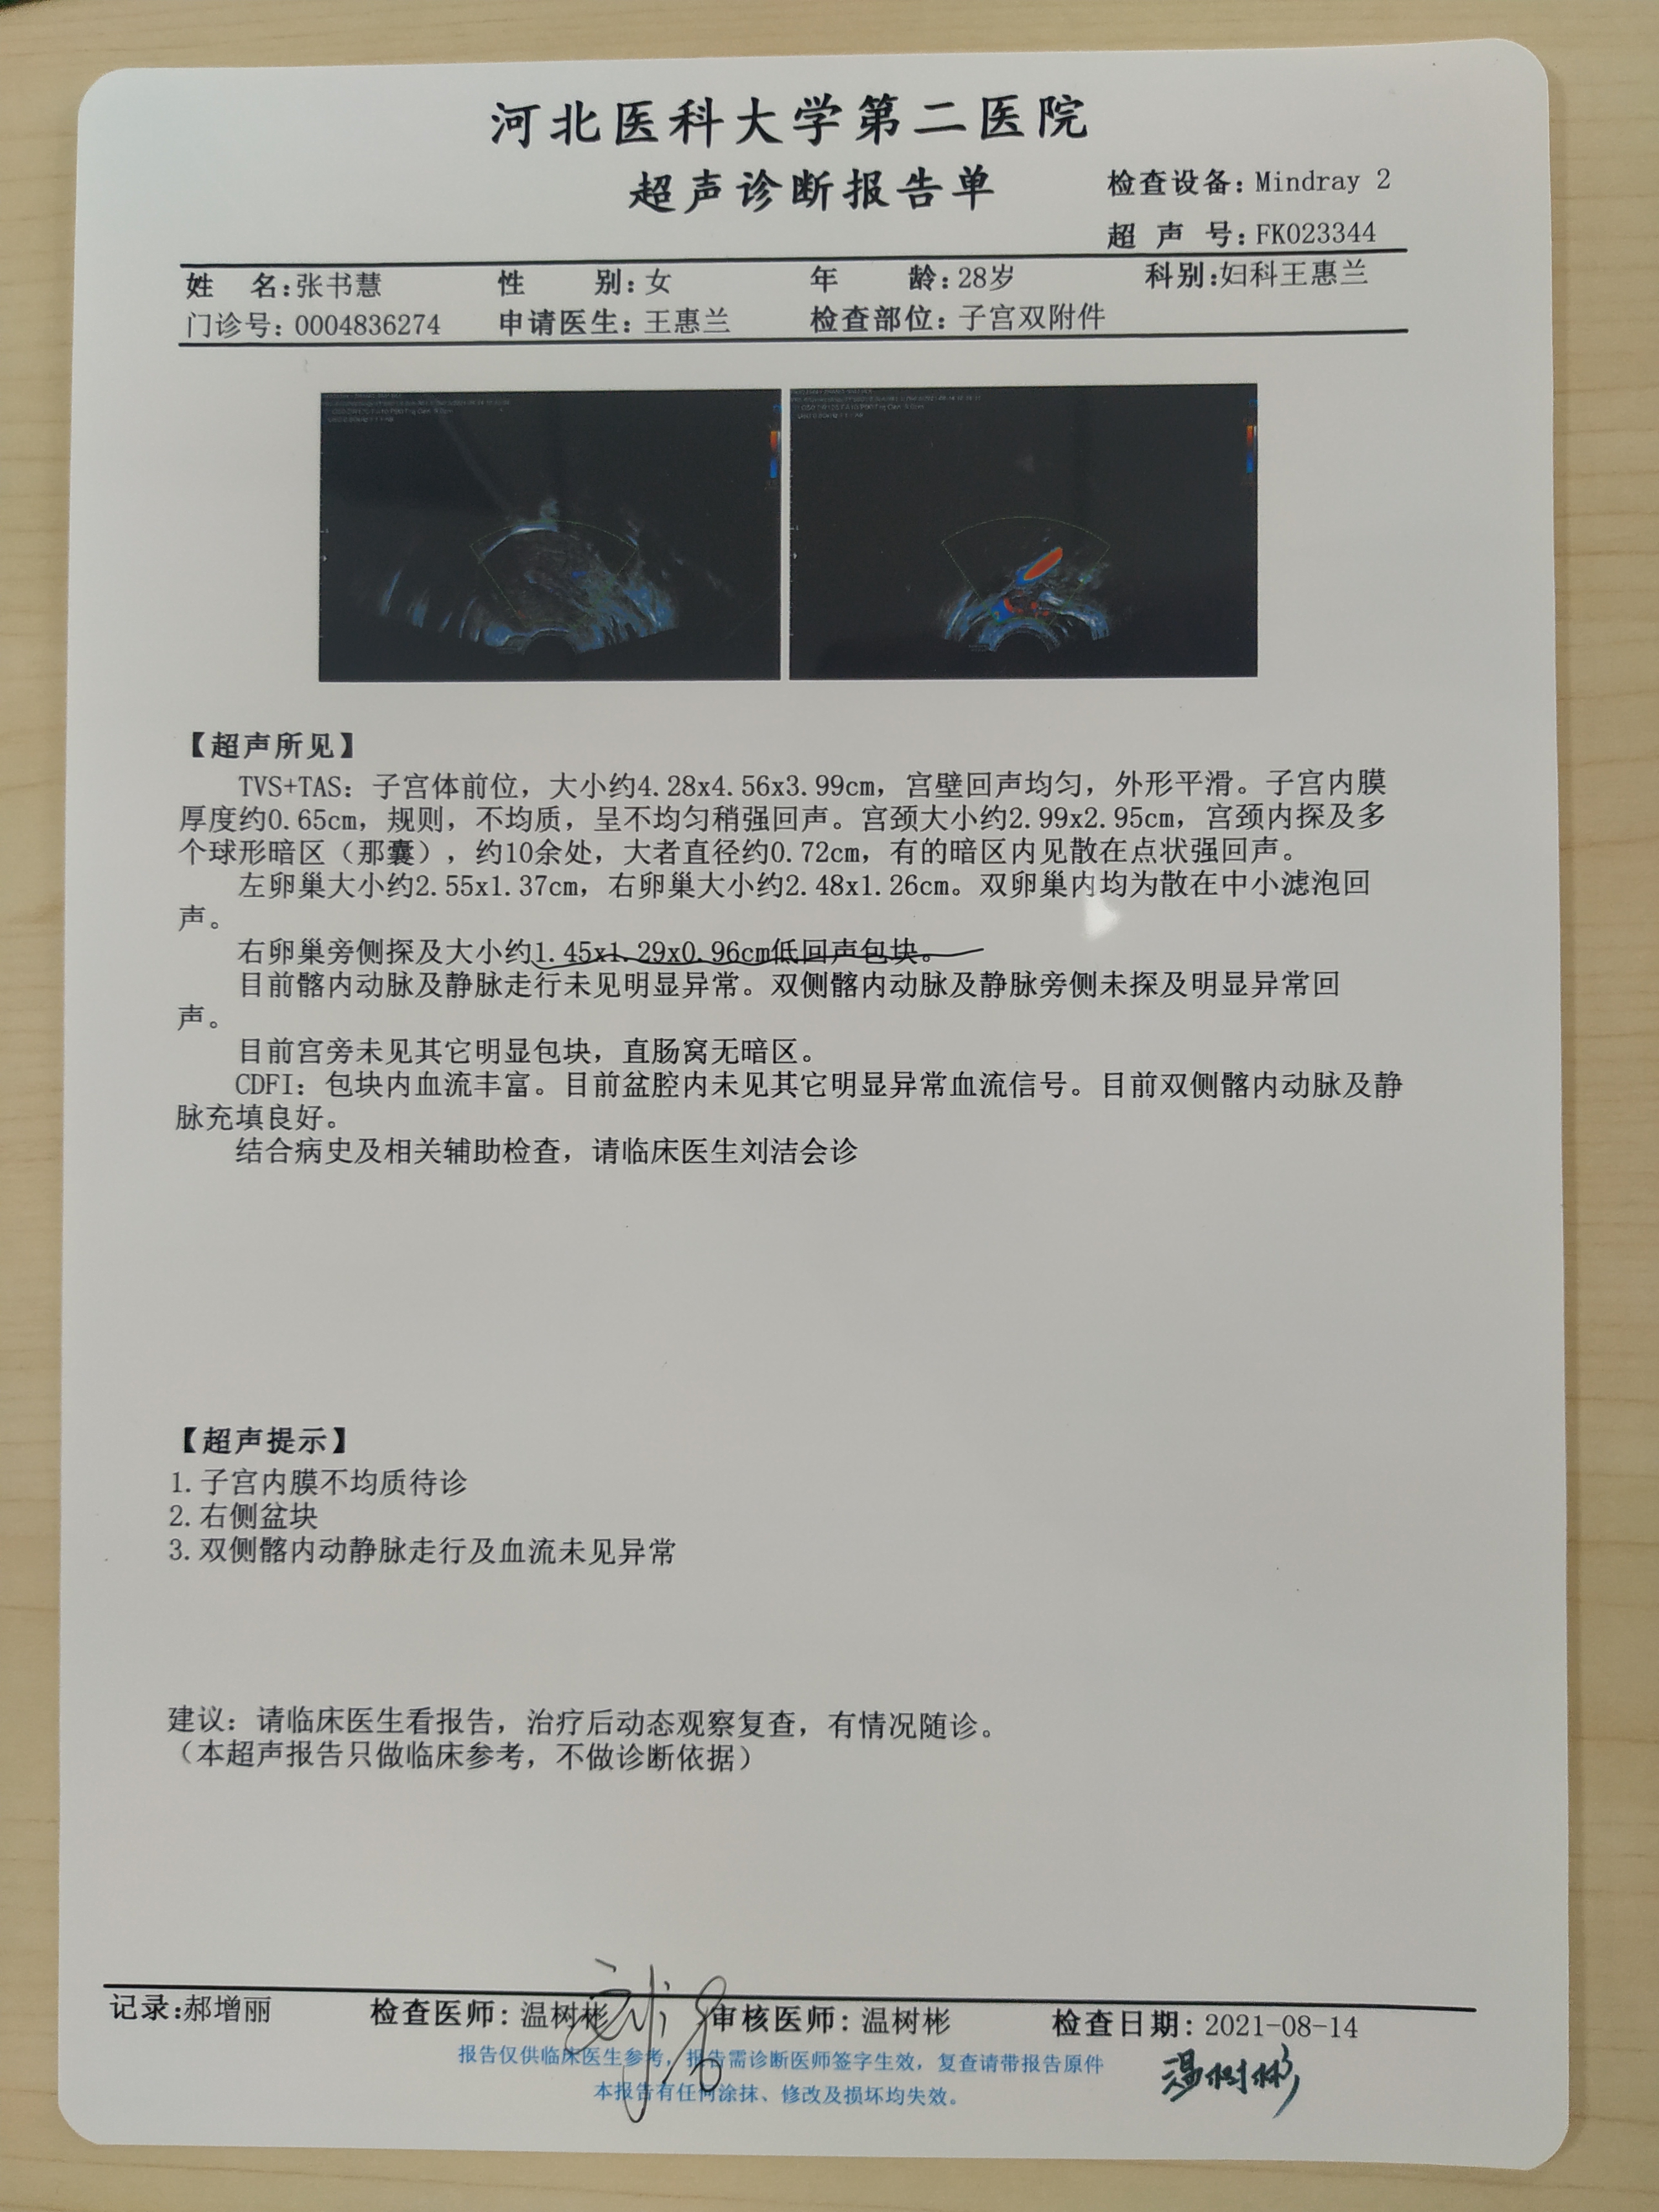 河北医科大学第二医院
超声诊断报告单
检查设备: Mindray 2
超 声 号: FK023344
姓 名: 张书慧 性 别: 女 年 龄: 28岁 科别: 妇科王惠兰
门诊号: 0004836274 申请医生: 王惠兰 检查部位: 子宫双附件
【超声所见】
TVS+TAS: 子宫体前位，大小约4.28x4.56x3.99cm，宫壁回声均匀，外形平滑。子宫内膜
厚度约0.65cm，规则，不均质，呈不均匀稍强回声。宫颈大小约2.99x2.95cm，宫颈内探及多
个球形暗区（那囊），约10余处，大者直径约0.72cm，有的暗区内见散在点状强回声。
左卵巢大小约2.55x1.37cm，右卵巢大小约2.48x1.26cm。双卵巢内均为散在中小滤泡回
声。
右卵巢旁侧探及大小约1.45x1.29x0.96cm低回声包块。
目前髂内动脉及静脉走行未见明显异常。双侧髂内动脉及静脉旁侧未探及明显异常回
声。
目前宫旁未见其它明显包块，直肠窝无暗区。
CDFI: 包块内血流丰富。目前盆腔内未见其它明显异常血流信号。目前双侧髂内动脉及静
脉充填良好。
结合病史及相关辅助检查，请临床医生刘洁会诊
【超声提示】
1. 子宫内膜不均质待诊
2. 右侧盆块
3. 双侧髂内动静脉走行及血流未见异常
建议: 请临床医生看报告，治疗后动态观察复查，有情况随诊。
（本超声报告只做临床参考，不做诊断依据）
记录: 郝增丽 检查医师: 温树彬 审核医师: 温树彬 检查日期: 2021-08-14
报告仅供临床医生参考，报告需诊断医师签字生效，复查请带报告原件
本报告有任何涂抹、修改及损坏均失效。
温树彬